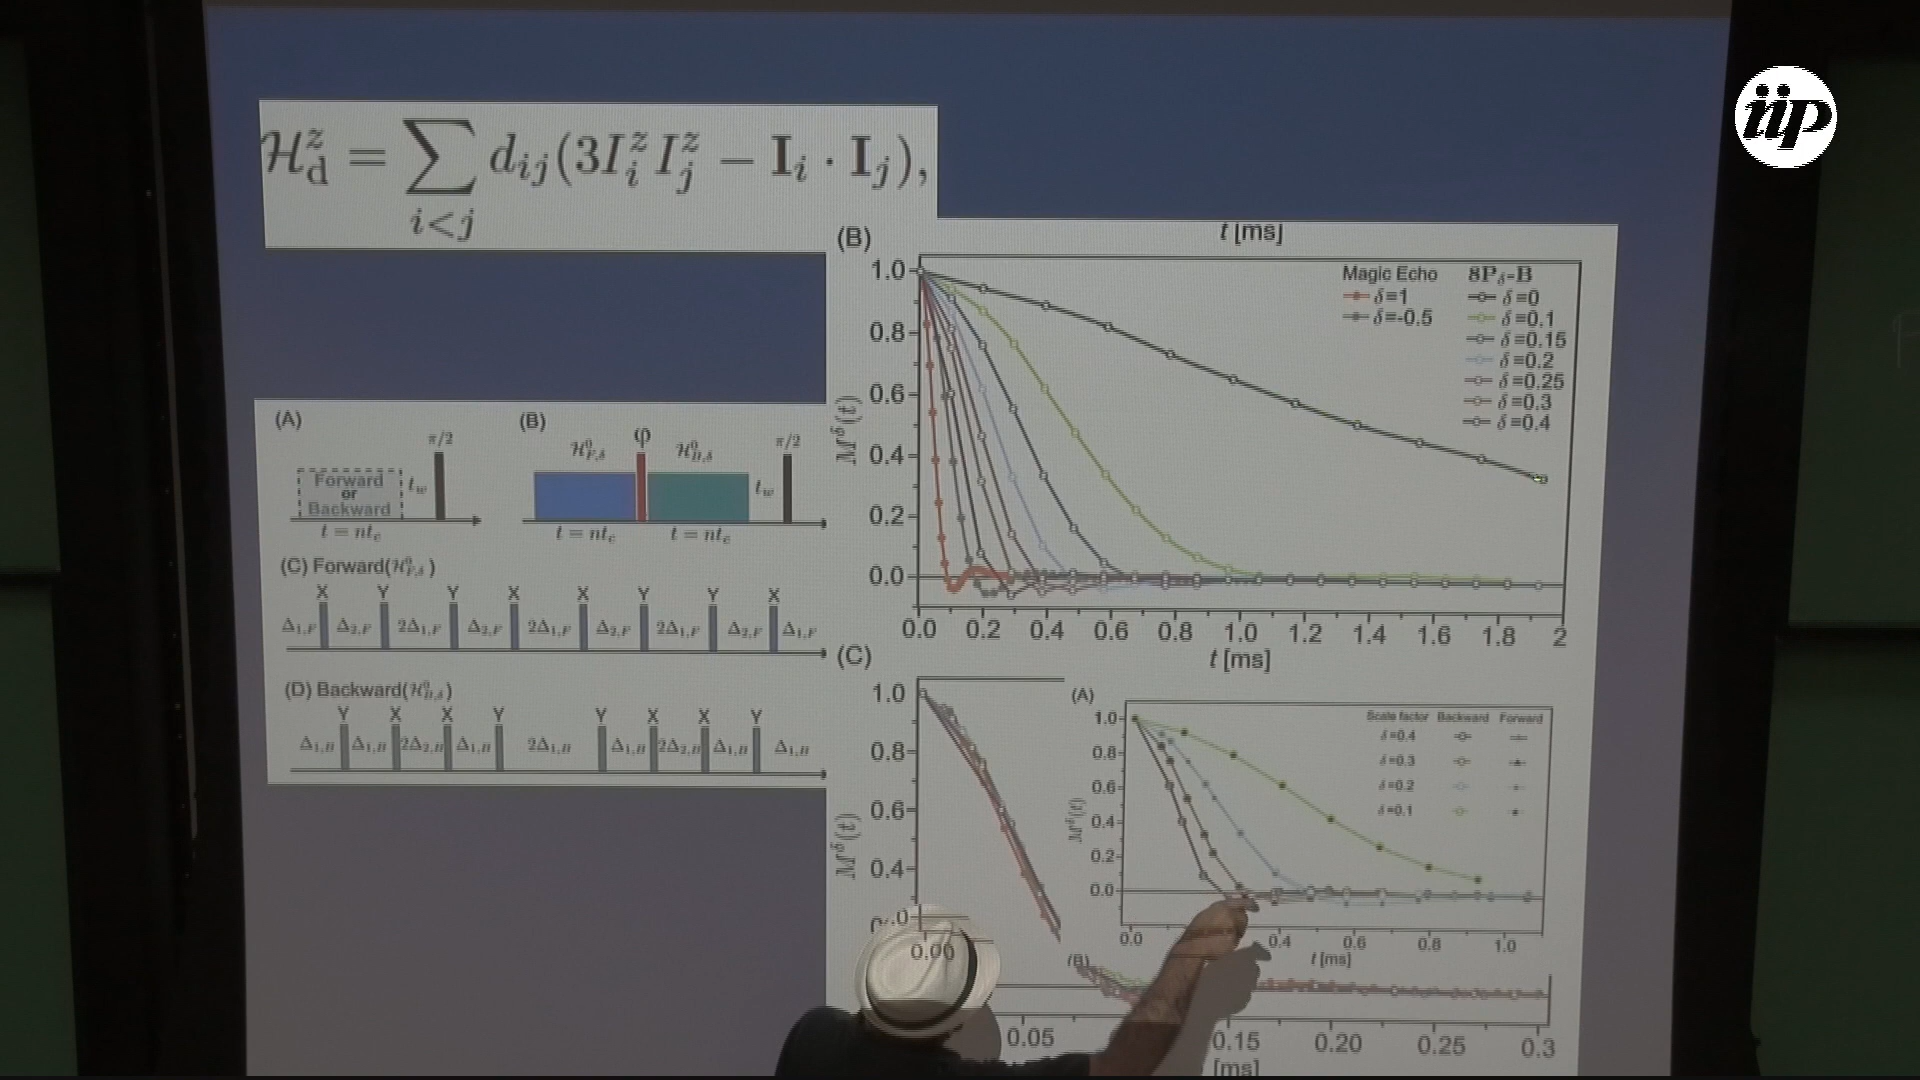 iip
ℋ_d^z = ∑_{i<j} d_{ij}(3I_i^z I_j^z − I_i · I_j),
t [ms]
(B)
1.0
0.8
0.6
0.4
0.2
0.0
M^φ(t)
Magic Echo
δ=1
δ=-0.5
8P_δ-B
δ=0
δ=0.1
δ=0.15
δ=0.2
δ=0.25
δ=0.3
δ=0.4
0.0 0.2 0.4 0.6 0.8 1.0 1.2 1.4 1.6 1.8 2
t [ms]
(A)
π/2
Forward
or
Backward
t_w
t = nt_c
(B)
φ
π/2
t_w
t = nt_c t = nt_c
(C) Forward
X Y Y X X Y Y X
Δ_{1,F} Δ_{2,F} 2Δ_{1,F} Δ_{2,F} 2Δ_{1,F} Δ_{2,F} 2Δ_{1,F} Δ_{2,F} Δ_{1,F}
(D) Backward
Y X X Y Y X X Y
Δ_{1,B} Δ_{1,B} 2Δ_{2,B} Δ_{1,B} 2Δ_{1,B} Δ_{1,B} 2Δ_{2,B} Δ_{1,B} Δ_{1,B}
(C)
1.0
0.8
0.6
0.4
M^φ(t)
0.00
0.05
0.15 0.20 0.25 0.3
[ms]
(A)
1.0
0.8
0.6
0.4
0.2
0.0
M^φ(t)
Scale factor Backward Forward
δ=0.4
δ=0.3
δ=0.2
δ=0.1
0.0 0.4 0.6 0.8 1.0
t [ms]
(B)